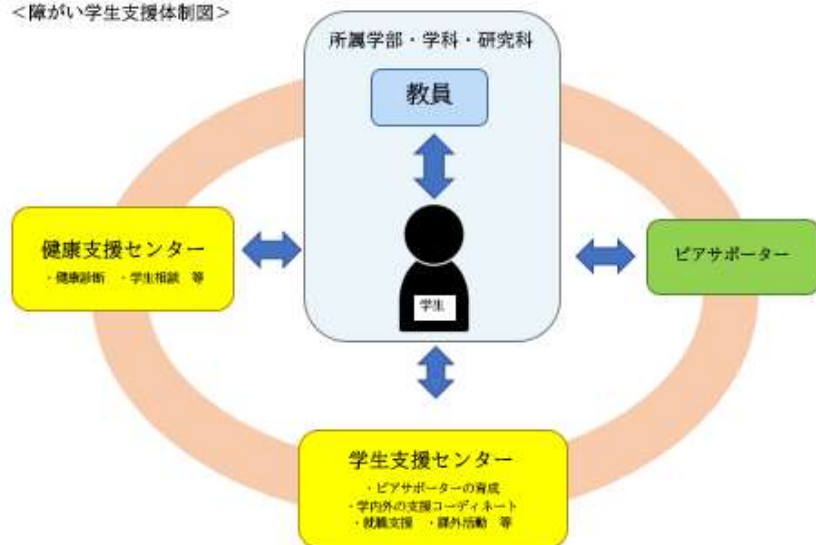 ＜障がい学生支援体制図＞
所属学部・学科・研究科
教員
健康支援センター
・健康診断　・学生相談　等
ピアサポーター
学生
学生支援センター
・ピアサポーターの育成
・学内外の支援コーディネート
・就職支援　・課外活動　等